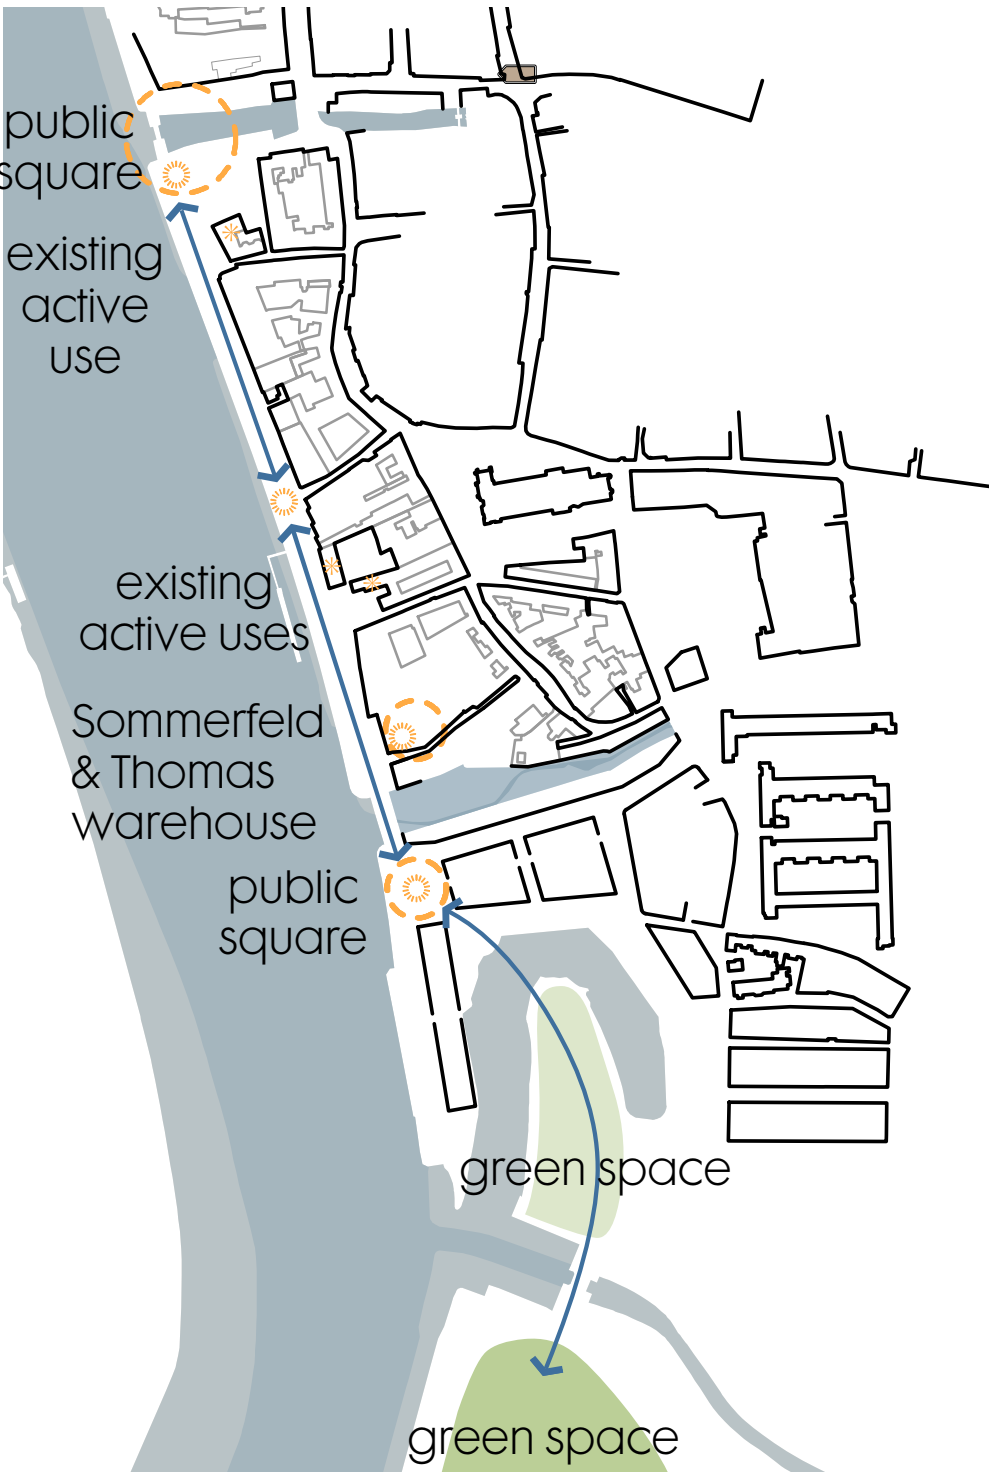 public
square
existing
active
use
existing
active uses
Sommerfeld
& Thomas
warehouse
public
square
green space
green space